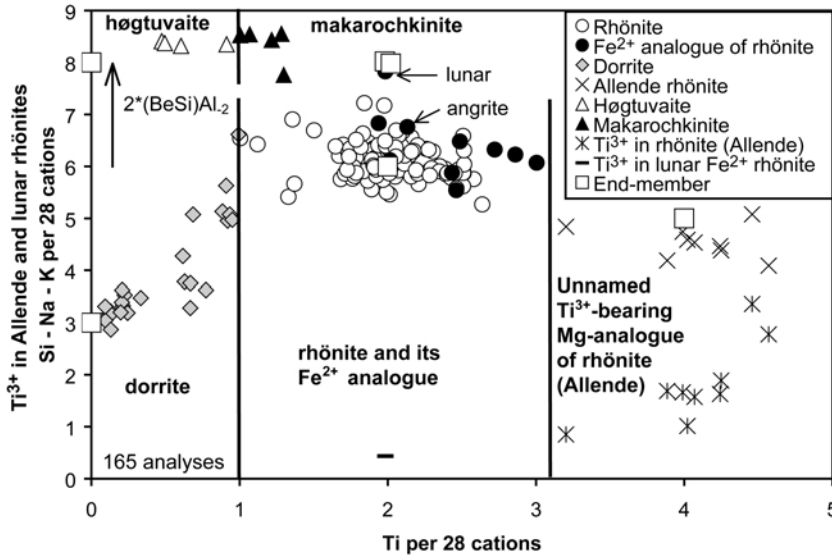 høgtuvaite
makarochkinite
2*(BeSi)Al₋₂
lunar
angrite
Rhönite
Fe²⁺ analogue of rhönite
Dorrite
Allende rhönite
Høgtuvaite
Makarochkinite
Ti³⁺ in rhönite (Allende)
Ti³⁺ in lunar Fe²⁺ rhönite
End-member
Ti³⁺ in Allende and lunar rhönites
Si - Na - K per 28 cations
9
8
7
6
5
4
3
2
1
0
dorrite
165 analyses
rhönite and its
Fe²⁺ analogue
Unnamed
Ti³⁺-bearing
Mg-analogue
of rhönite
(Allende)
0 1 2 3 4 5
Ti per 28 cations